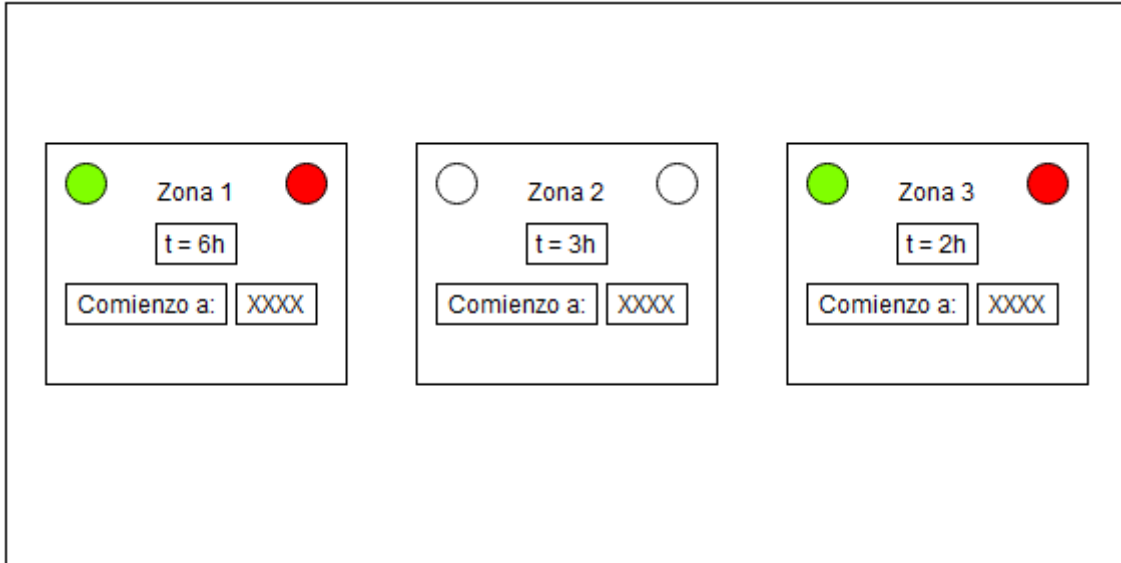 Zona 1
t = 6h
Comienzo a: XXXX
Zona 2
t = 3h
Comienzo a: XXXX
Zona 3
t = 2h
Comienzo a: XXXX